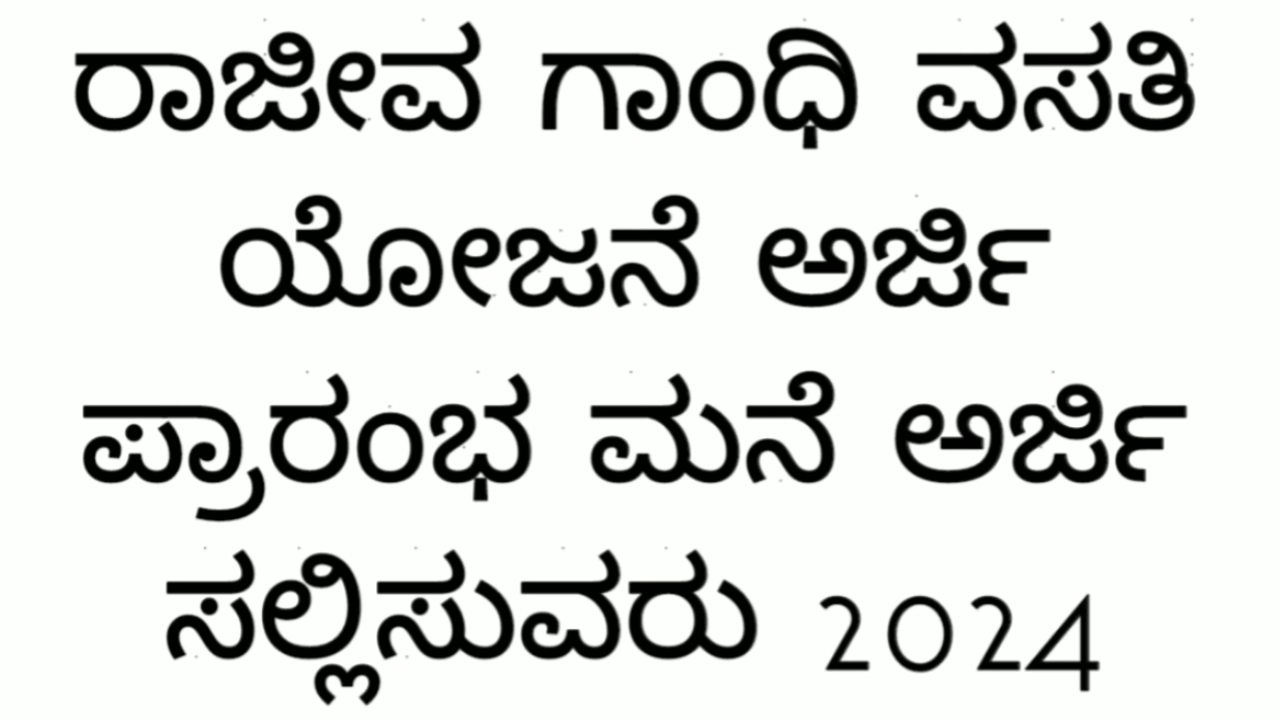 ರಾಜೀವ ಗಾಂಧಿ ವಸತಿ
ಯೋಜನೆ ಅರ್ಜಿ
ಪ್ರಾರಂಭ ಮನೆ ಅರ್ಜಿ
ಸಲ್ಲಿಸುವರು 2024